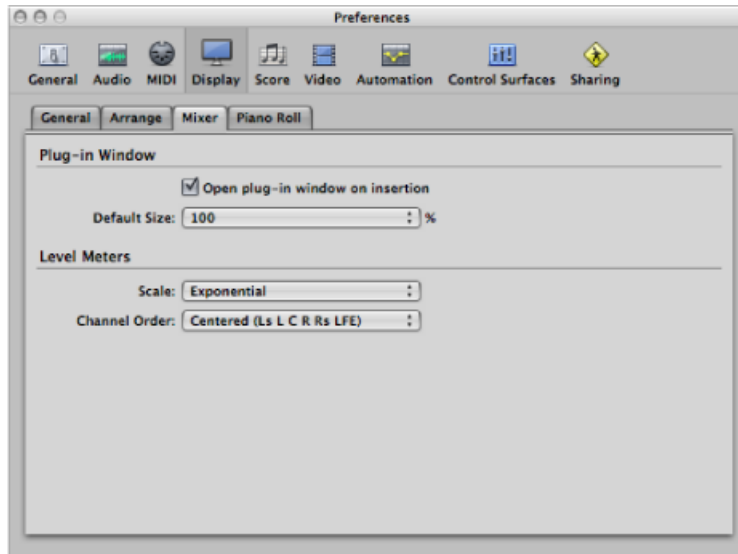 Preferences
General Audio MIDI Display Score Video Automation Control Surfaces Sharing
General Arrange Mixer Piano Roll
Plug-in Window
Open plug-in window on insertion
Default Size: 100 %
Level Meters
Scale: Exponential
Channel Order: Centered (Ls L C R Rs LFE)